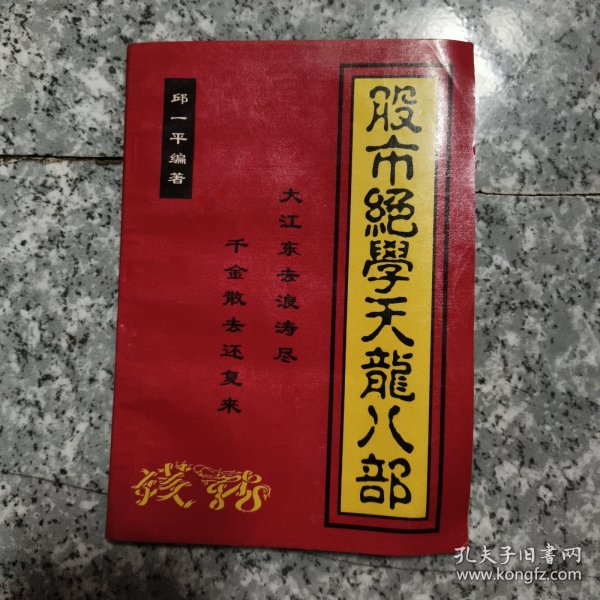 股市絕學天龍八部
大江东去浪涛尽
千金散去还复来
邱一平编著
孔夫子旧书网
www.kongfz.com